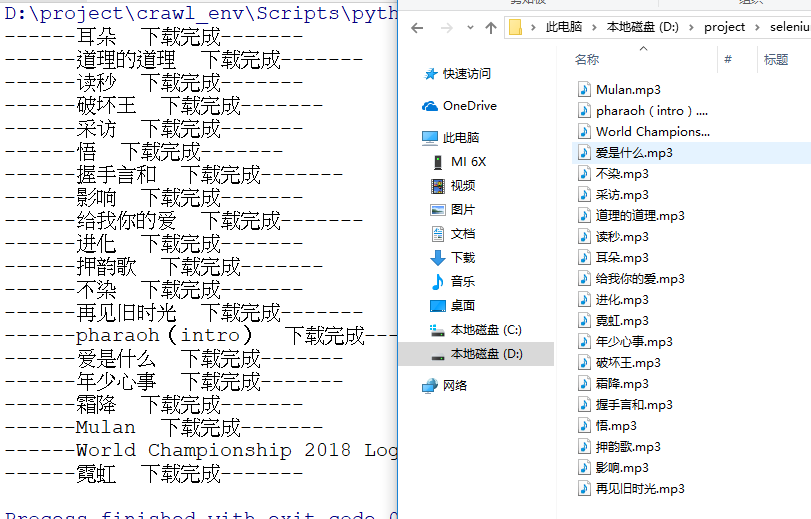 D:\project\crawl_env\Scripts\pyth
------耳朵  下载完成-------
------道理的道理  下载完成-------
------读秒  下载完成-------
------破坏王  下载完成-------
------采访  下载完成-------
------悟  下载完成-------
------握手言和  下载完成-------
------影响  下载完成-------
------给我你的爱  下载完成-------
------进化  下载完成-------
------押韵歌  下载完成-------
------不染  下载完成-------
------再见旧时光  下载完成-------
------pharaoh（intro）  下载完成---
------爱是什么  下载完成-------
------年少心事  下载完成-------
------霜降  下载完成-------
------Mulan  下载完成-------
------World Championship 2018 Log
------霓虹  下载完成-------
Process finished with exit code 0
剪贴板
组织
此电脑 › 本地磁盘 (D:) › project › seleniu
名称 # 标题
快速访问
OneDrive
此电脑
MI 6X
视频
图片
文档
下载
音乐
桌面
本地磁盘 (C:)
本地磁盘 (D:)
网络
Mulan.mp3
pharaoh（intro）....
World Champions...
爱是什么.mp3
不染.mp3
采访.mp3
道理的道理.mp3
读秒.mp3
耳朵.mp3
给我你的爱.mp3
进化.mp3
霓虹.mp3
年少心事.mp3
破坏王.mp3
霜降.mp3
握手言和.mp3
悟.mp3
押韵歌.mp3
影响.mp3
再见旧时光.mp3